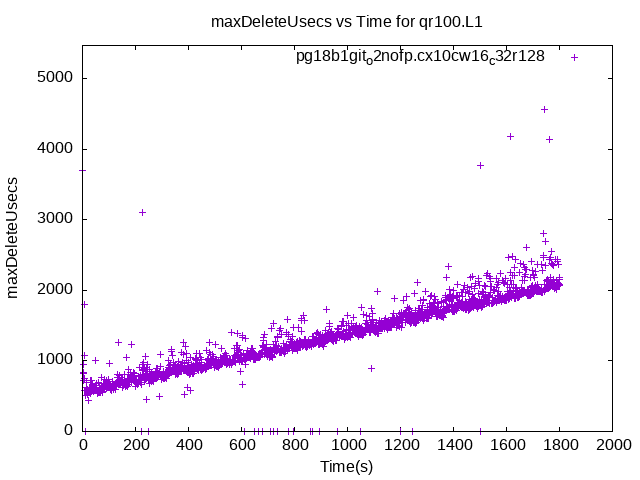 maxDeleteUsecs vs Time for qr100.L1
pg18b1git_o2nofp.cx10cw16_c32r128
5000
4000
3000
2000
1000
0
maxDeleteUsecs
0 200 400 600 800 1000 1200 1400 1600 1800 2000
Time(s)